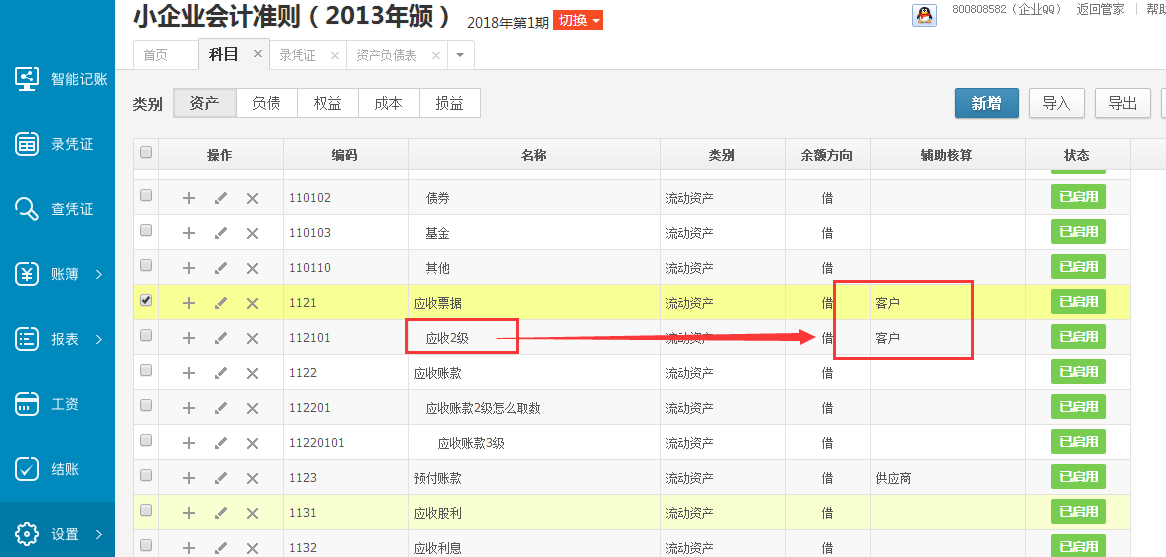 小企业会计准则（2013年颁） 2018年第1期 切换 800808582（企业QQ） 返回管家 帮助
首页 科目 录凭证 资产负债表
类别 资产 负债 权益 成本 损益 新增 导入 导出
智能记账
录凭证
查凭证
账簿
报表
工资
结账
设置
操作 编码 名称 类别 余额方向 辅助核算 状态
110102 债券 流动资产 借 已启用
110103 基金 流动资产 借 已启用
110110 其他 流动资产 借 已启用
1121 应收票据 流动资产 借 客户 已启用
112101 应收2级 流动资产 借 客户 已启用
1122 应收账款 流动资产 借 已启用
112201 应收账款2级怎么取数 流动资产 借 已启用
11220101 应收账款3级 流动资产 借 已启用
1123 预付账款 流动资产 借 供应商 已启用
1131 应收股利 流动资产 借 已启用
1132 应收利息 流动资产 借 已启用